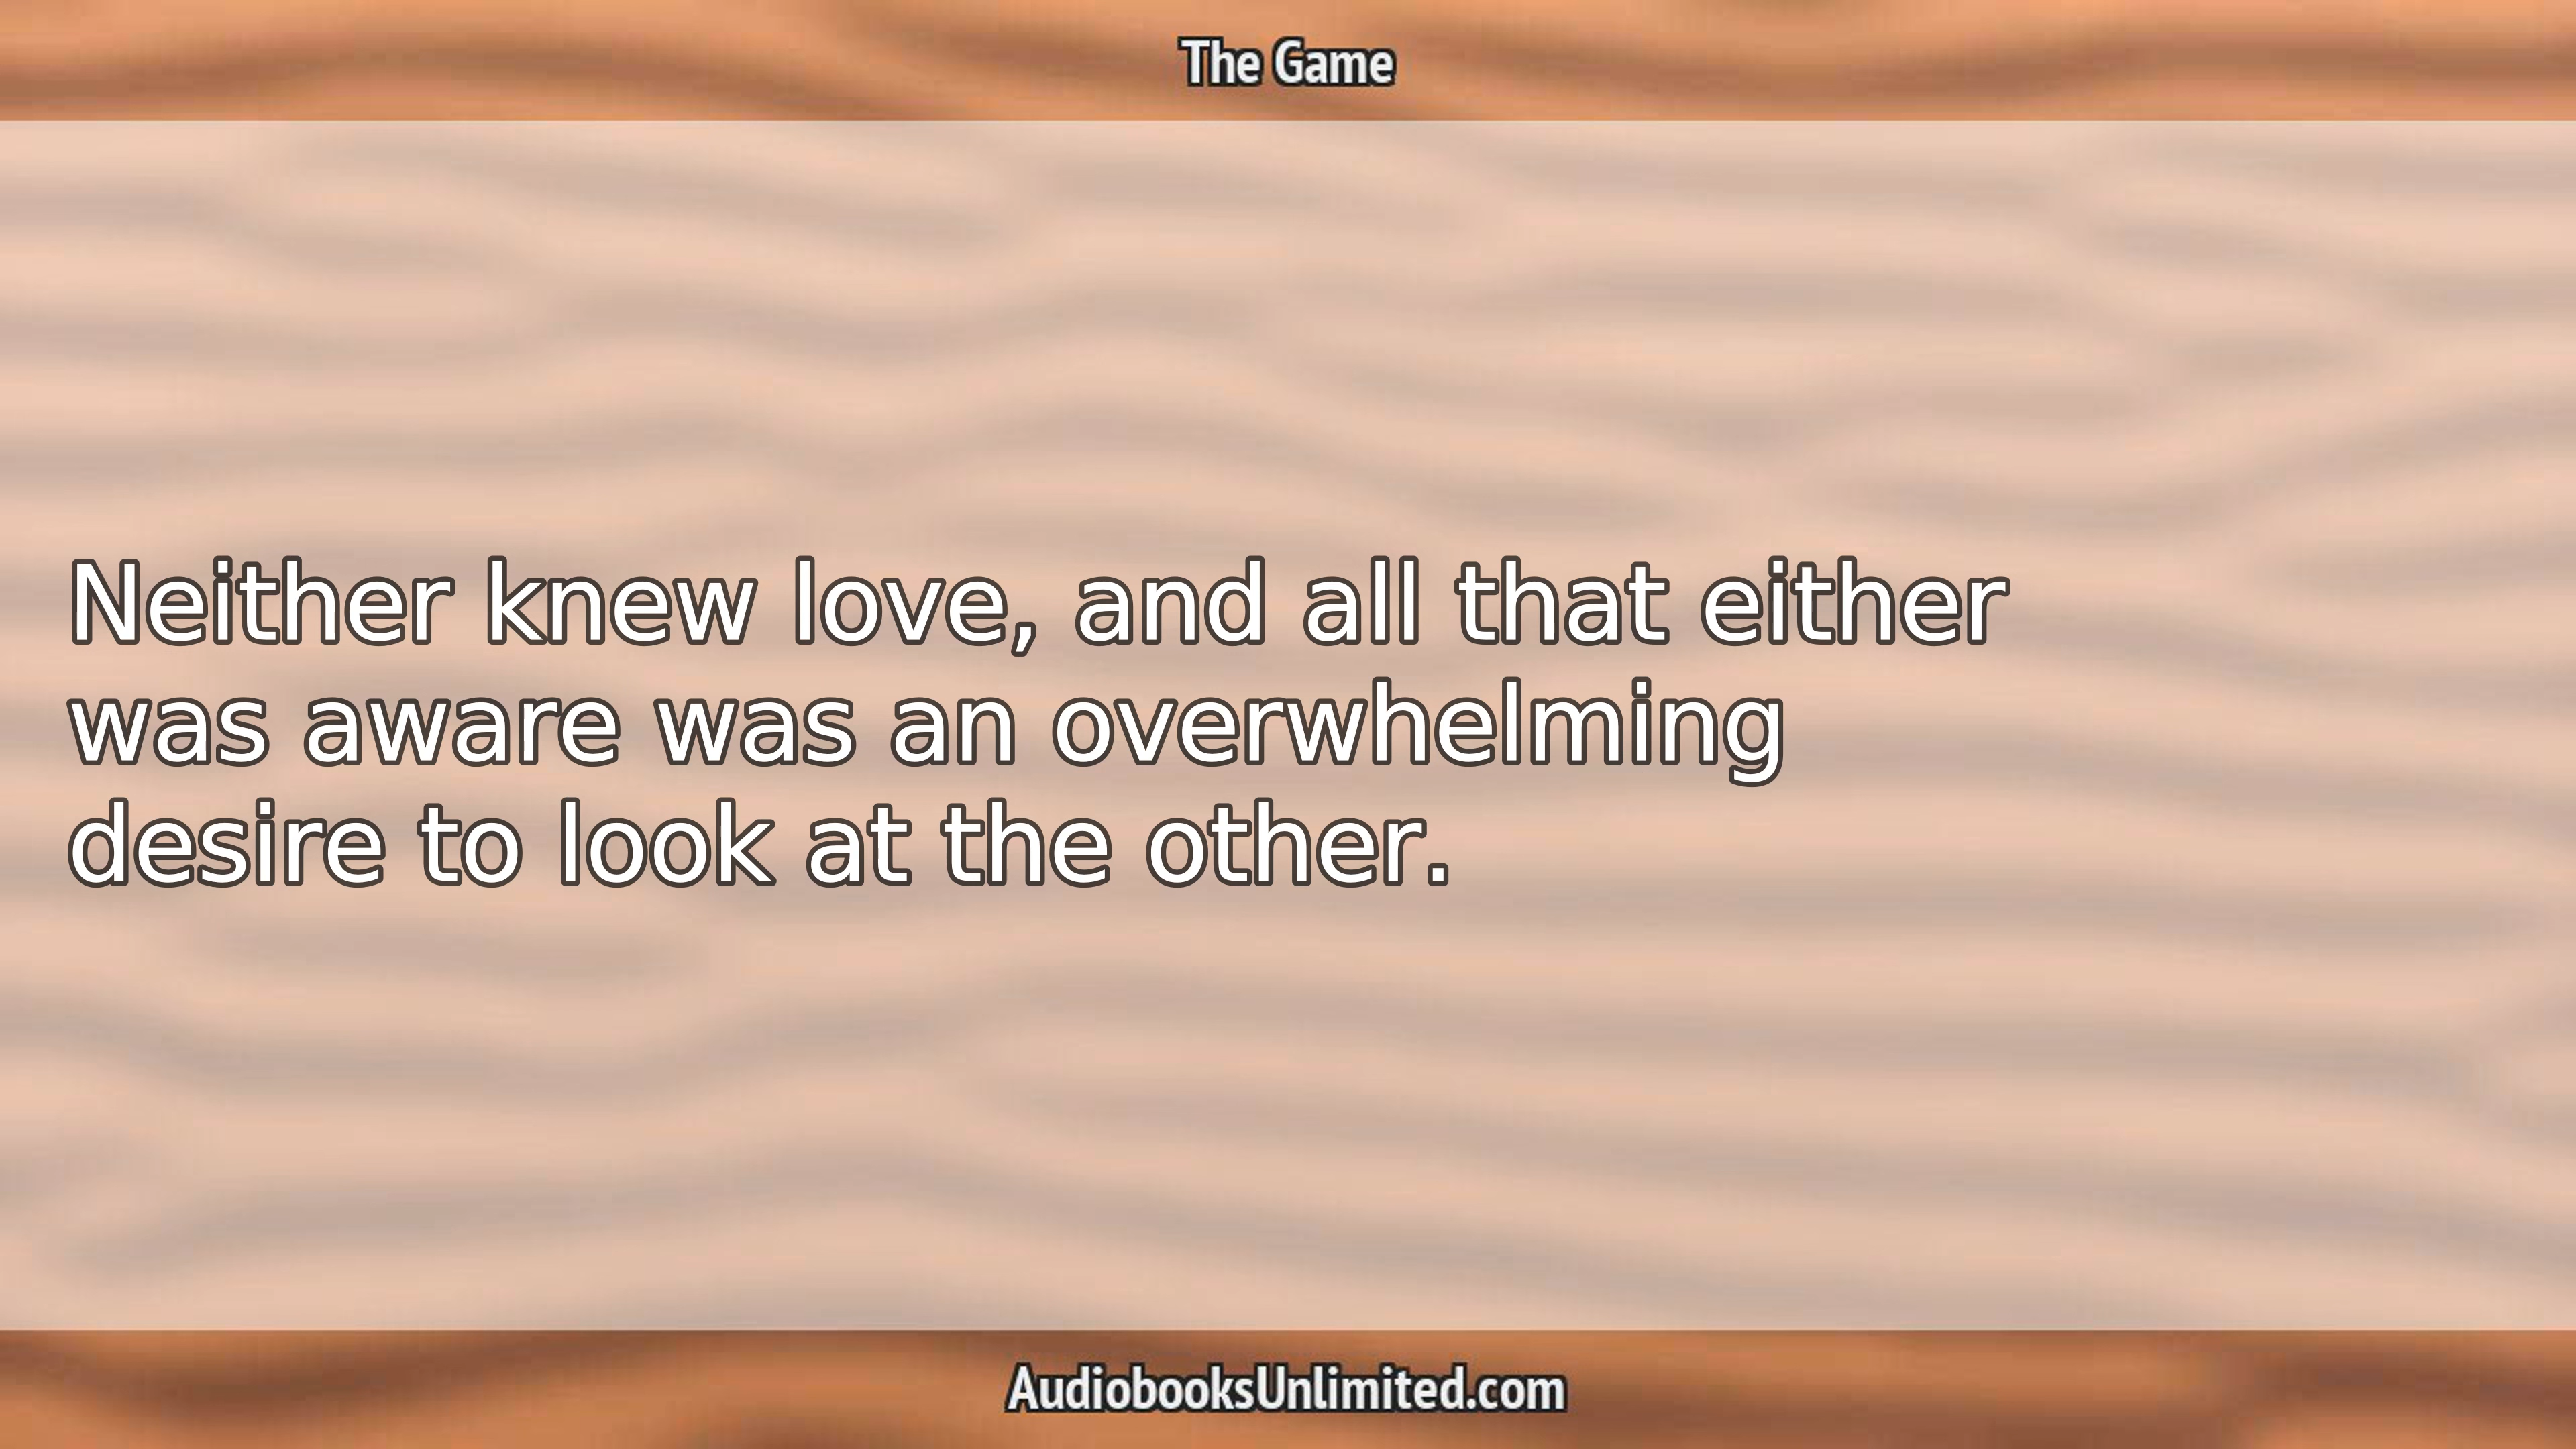 The Game
Neither knew love, and all that either
was aware was an overwhelming
desire to look at the other.
AudiobooksUnlimited.com